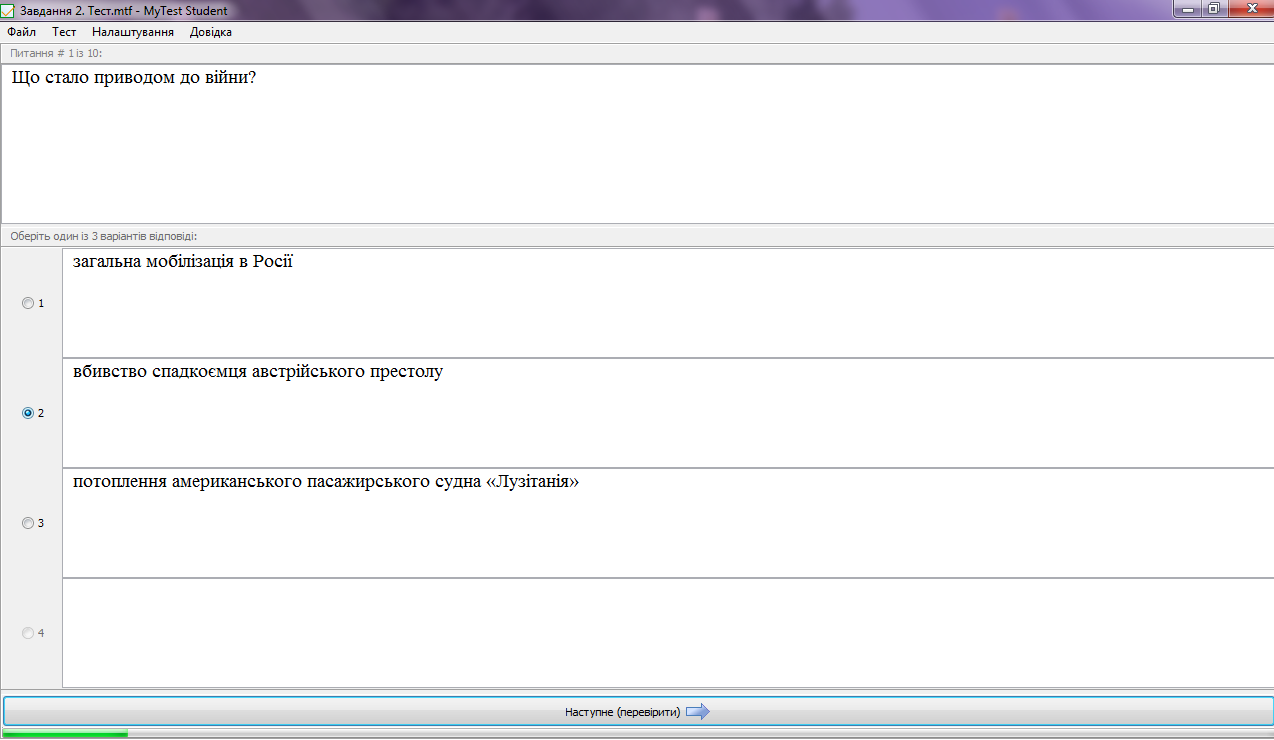 Завдання 2. Тест.mtf - MyTest Student
Файл Тест Налаштування Довідка
Питання # 1 із 10:
Що стало приводом до війни?
Оберіть один із 3 варіантів відповіді:
загальна мобілізація в Росії
1
вбивство спадкоємця австрійського престолу
2
потоплення американського пасажирського судна «Лузітанія»
3
4
Наступне (перевірити)